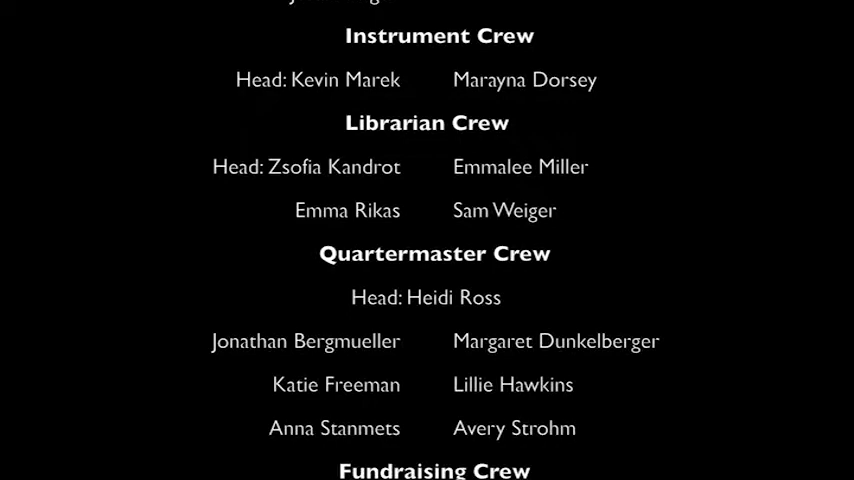 Instrument Crew
Head: Kevin Marek Marayna Dorsey
Librarian Crew
Head: Zsofia Kandrot Emmalee Miller
Emma Rikas Sam Weiger
Quartermaster Crew
Head: Heidi Ross
Jonathan Bergmueller Margaret Dunkelberger
Katie Freeman Lillie Hawkins
Anna Stanmets Avery Strohm
Fundraising Crew